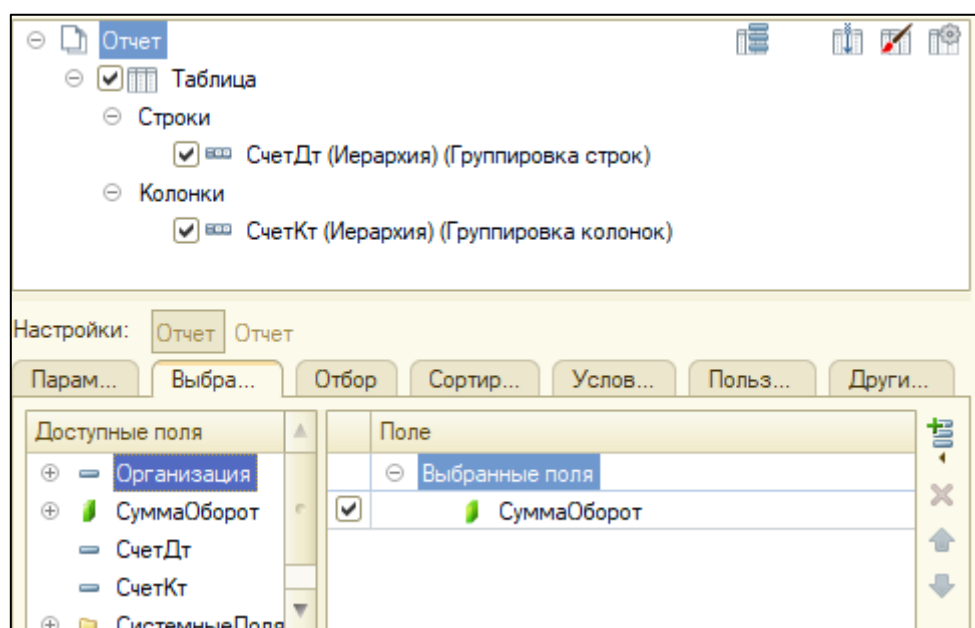 Отчет
Таблица
Строки
СчетДт (Иерархия) (Группировка строк)
Колонки
СчетКт (Иерархия) (Группировка колонок)
Настройки: Отчет Отчет
Парам... Выбра... Отбор Сортир... Услов... Польз... Други...
Доступные поля Поле
Организация Выбранные поля
СуммаОборот СуммаОборот
СчетДт
СчетКт
СистемныеПоля